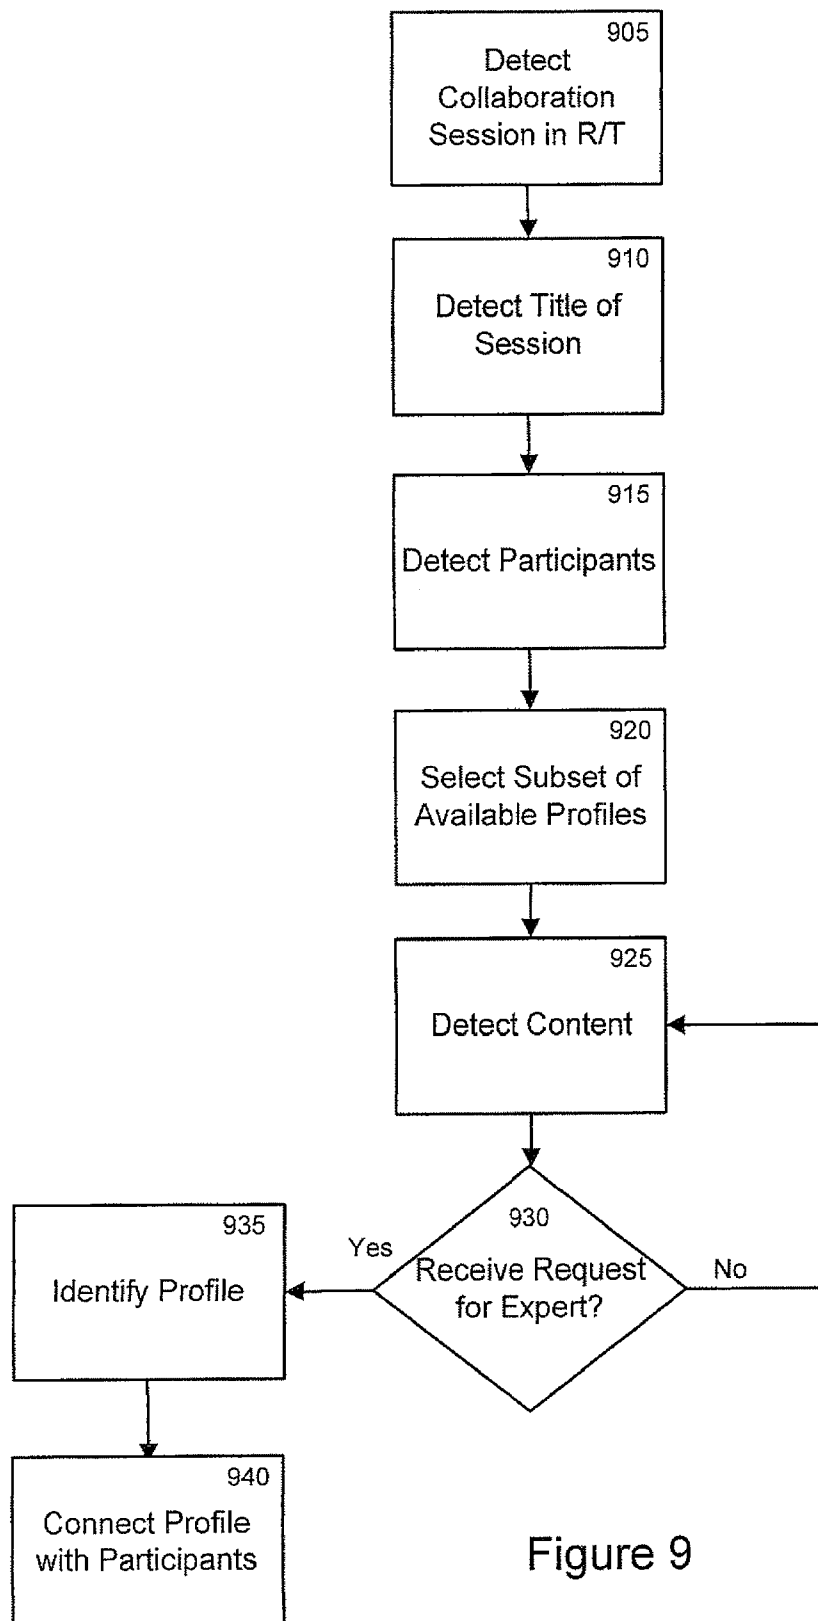 905
Detect
Collaboration
Session in R/T
910
Detect Title of
Session
915
Detect Participants
920
Select Subset of
Available Profiles
925
Detect Content
930
Receive Request
for Expert?
Yes
No
935
Identify Profile
940
Connect Profile
with Participants
Figure 9